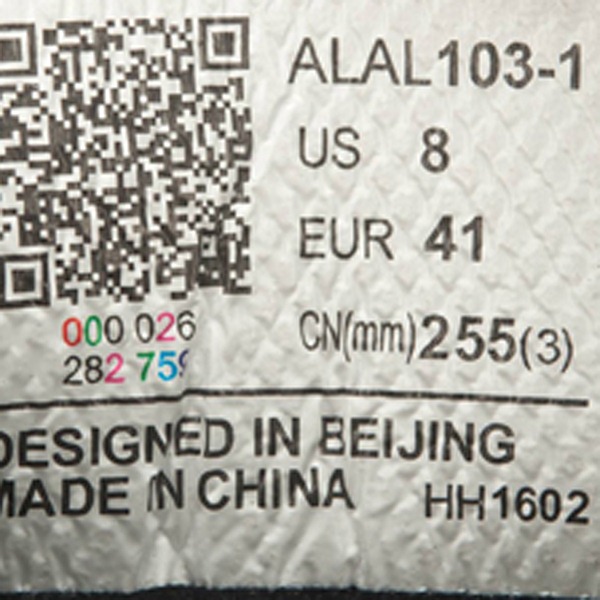 ALAL103-1
US 8
EUR 41
CN(mm)255(3)
000 026
282 759
DESIGNED IN BEIJING
MADE IN CHINA HH1602